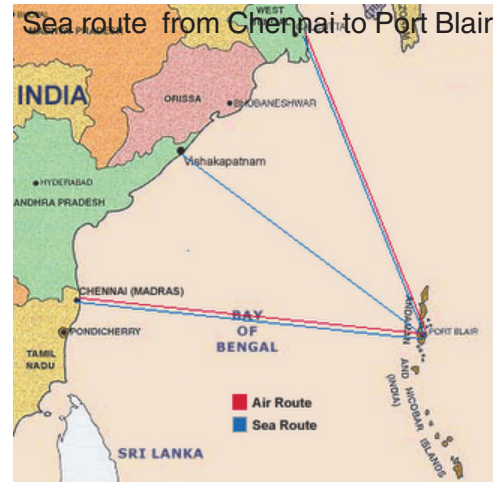 Sea route from Chennai to Port Blair
WEST
INDIA
ORISSA
BHUBANESHWAR
Vishakapatnam
HYDERABAD
ANDHRA PRADESH
CHENNAI (MADRAS)
BAY
OF
BENGAL
PORT BLAIR
PONDICHERRY
TAMIL
NADU
ANDAMAN AND NICOBAR ISLANDS
(INDIA)
Air Route
Sea Route
SRI LANKA